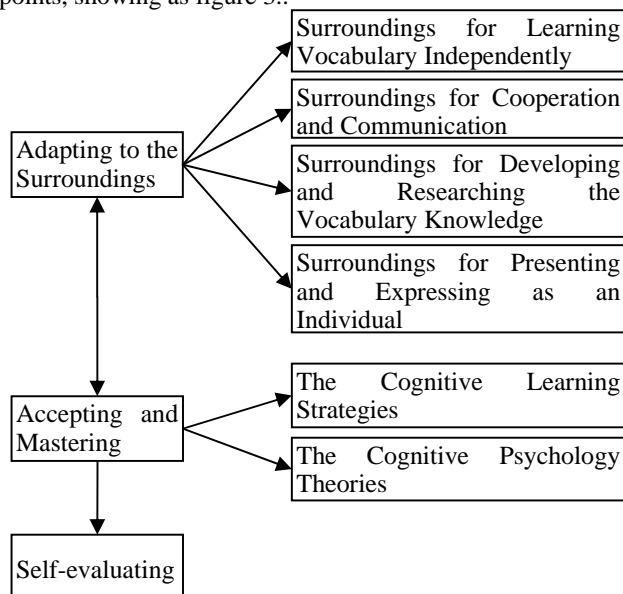 points, showing as figure 3..
Surroundings for Learning
Vocabulary Independently
Surroundings for Cooperation
and Communication
Adapting to the
Surroundings
Surroundings for Developing
and Researching the
Vocabulary Knowledge
Surroundings for Presenting
and Expressing as an
Individual
The Cognitive Learning
Strategies
Accepting and
Mastering
The Cognitive Psychology
Theories
Self-evaluating